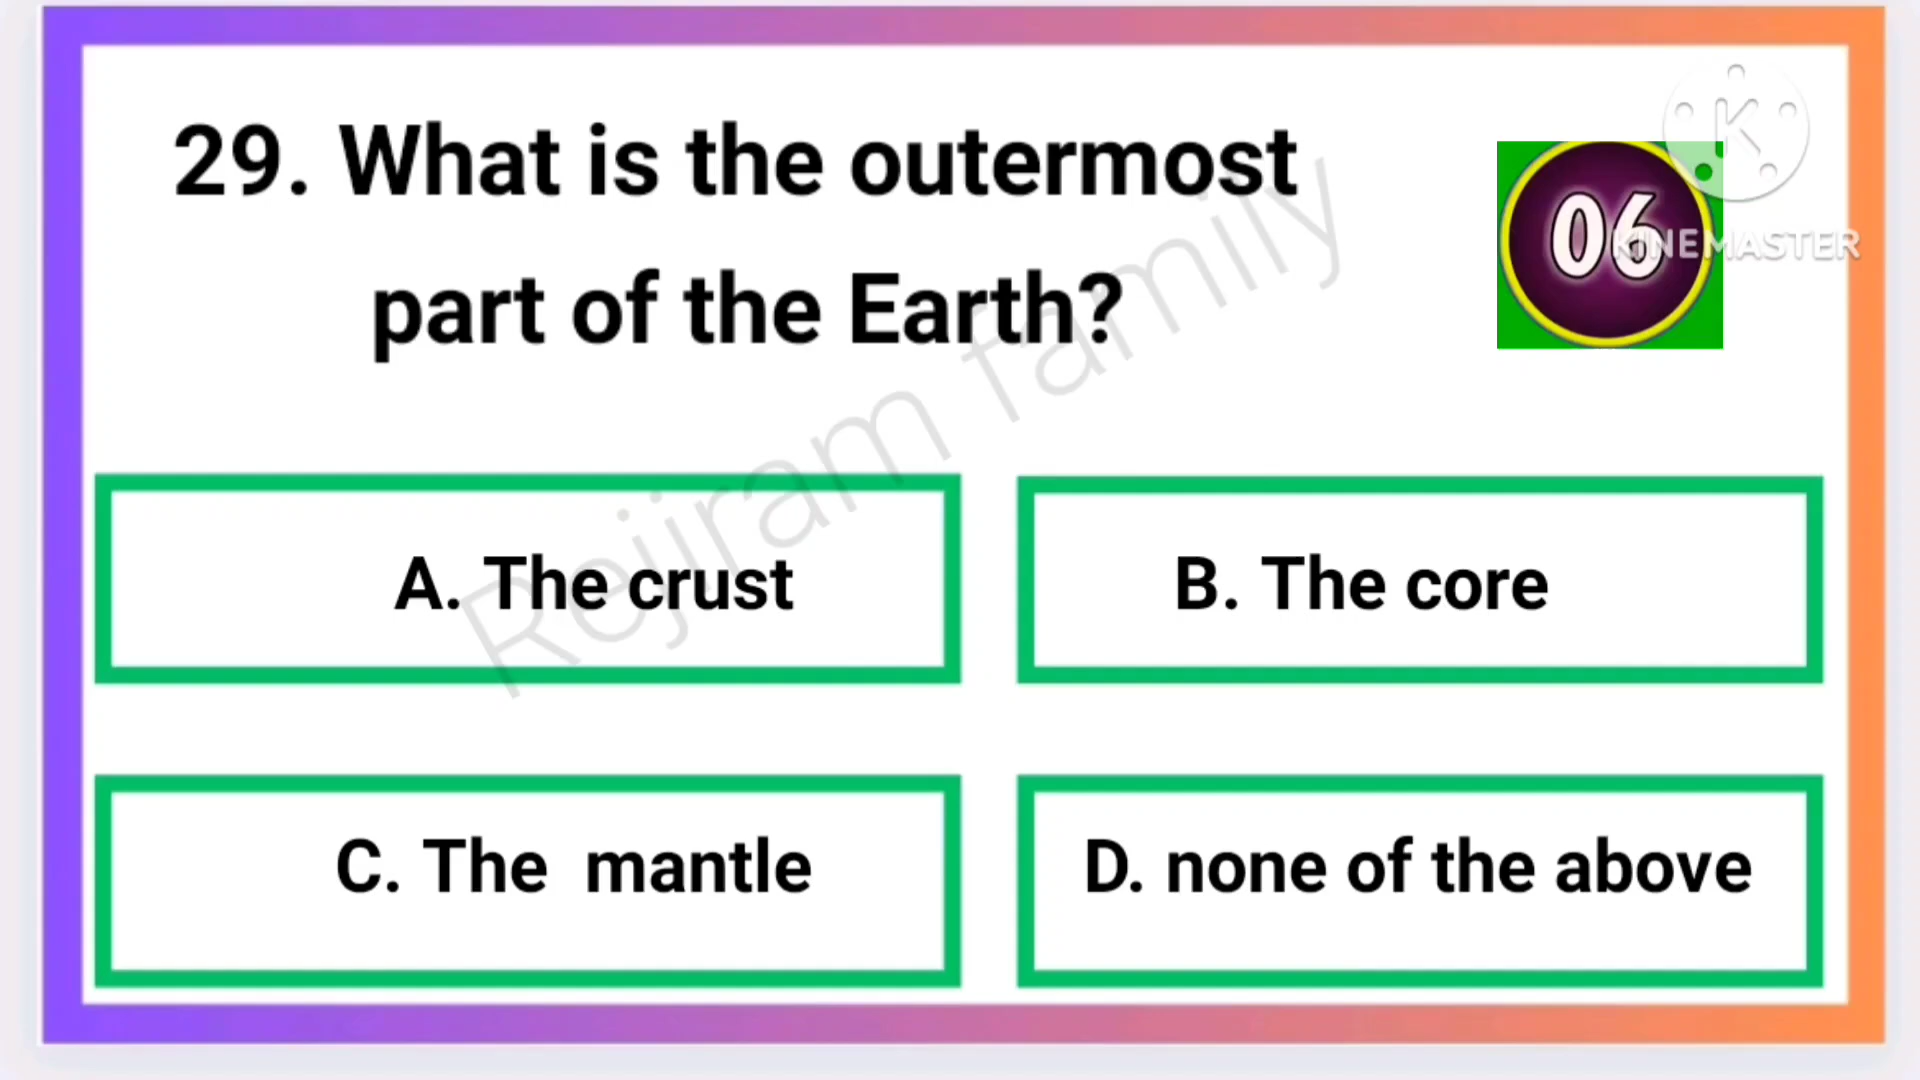 29. What is the outermost
part of the Earth?
06
K
KINEMASTER
Rejiram family
A. The crust
B. The core
C. The mantle
D. none of the above